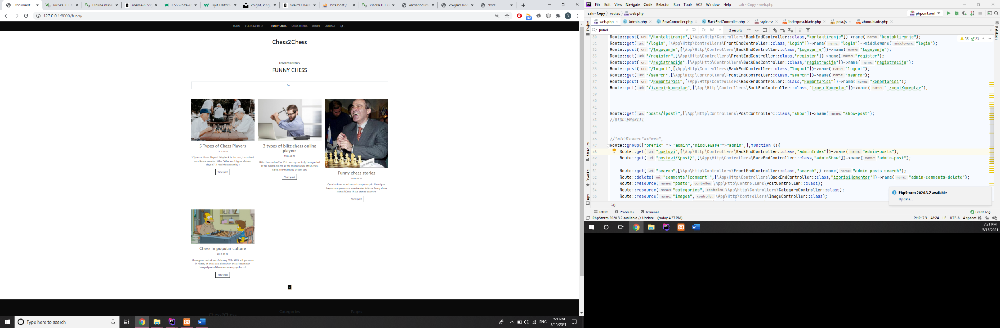 Document
Visoka ICT š
Online mate
meme-n.png
CSS white-sp
Tryit Editor v
knight, king,
Weird Chess
localhost / 1
Visoka ICT š
elkhsdocum
Pregled bod
docs
127.0.0.1:8000/funny
100
D
HOME
CHESS ARTICLES
FUNNY CHESS
CHESS MEMES
ABOUT
CONTACT
Chess2Chess
Browsing category
FUNNY CHESS
5 Types of Chess Players
1979-11-03
5 Types of Chess Players? Way back in the past, I stumbled
on a Quora question titled "What are 5 types of chess
players?". I read the answer by t
View post
3 types of blitz chess online
players
1988-04-26
Blitz chess online The 21st century can truly be regarded
as the golden era for all the connoisseurs of the chess
game. I have already written abo
View post
Funny chess stories
1989-05-22
Quod ratione asperiores ad tempora optio libero ipsa.
Itaque non quo rerum repudiandae dolores. Funny chess
stories? Since I have started answerin
View post
Chess in popular culture
2014-04-16
Chess gone mainstream February 19th, 2017 will go down
in history of chess as a date when chess became an
integral part of the mainstream popular cul
View post
1
Chess2Chess
Categories
Pages
Type here to search
ENG
7:21 PM
3/15/2021
File Edit View Navigate Code Refactor Run Tools VCS Window Help sah - Copy - web.php
sah - Copy routes web.php
phpunit.xml
web.php Admin.php PostController.php BackEndController.php style.css indexpost.blade.php post.js about.blade.php
panel
Cc W .* 2 results
36 23
30 Route::post( uri: "/kontaktiranje",[\App\Http\Controllers\BackEndController::class,"kontaktiranje"])->name( name: "kontaktiranje");
31 Route::get( uri: "/login",[\App\Http\Controllers\FrontEndController::class,"login"])->name( name: "login")->middleware( middleware: "login");
32 Route::post( uri: "/logovanje",[\App\Http\Controllers\BackEndController::class,"logovanje"])->name( name: "logovanje");
33 Route::get( uri: "/register",[\App\Http\Controllers\FrontEndController::class,"register"])->name( name: "register");
34 Route::post( uri: "/registracija",[\App\Http\Controllers\BackEndController::class,"registracija"])->name( name: "registracija");
35 Route::post( uri: "/logout",[\App\Http\Controllers\BackEndController::class,"logout"])->name( name: "logout");
36 Route::get( uri: "/search",[\App\Http\Controllers\FrontEndController::class,"search"])->name( name: "search");
37 Route::post( uri: "/komentarisi",[\App\Http\Controllers\BackEndController::class,"komentarisi"])->name( name: "komentarisi");
38 Route::put( uri: "/izmeni-komentar",[\App\Http\Controllers\BackEndController::class,"izmeniKomentar"])->name( name: "izmeniKomentar");
39
40
41
42 Route::get( uri: "posts/{post}",[\App\Http\Controllers\PostController::class,"show"])->name( name: "show-post");
43 //MIDDLEWARIII
44
45
46 //"middleware"=>"web",
47 Route::group(["prefix" => "admin","middleware"=>"admin",],function (){
48 Route::get( uri: "postovi",[\App\Http\Controllers\BackEndController::class,"adminIndex"])->name( name: "admin-posts");
49 Route::get( uri: "postovi/{post}",[\App\Http\Controllers\BackEndController::class,"adminShow"])->name( name: "admin-post");
50
51 Route::get( uri: "search",[\App\Http\Controllers\FrontEndController::class,"search"])->name( name: "admin-posts-search");
52 Route::delete( uri: "comments/{comment}",[\App\Http\Controllers\BackEndController::class,"izbrisiKomentar"])->name( name: "admin-comments-delete");
53 Route::resource( name: "posts", controller: \App\Http\Controllers\PostController::class);
54 Route::resource( name: "categories", controller: \App\Http\Controllers\CategoryController::class);
55 Route::resource( name: "images", controller: \App\Http\Controllers\ImageController::class);
λ()
Project
Structure
Favorites
npm
Database
PhpStorm 2020.3.2 available
Update...
TODO Problems Terminal
Event Log
PhpStorm 2020.3.2 available // Update... (today 4:37 PM)
PHP: 7.3 48:24 LF UTF-8 4 spaces
7:21 PM
3/15/2021